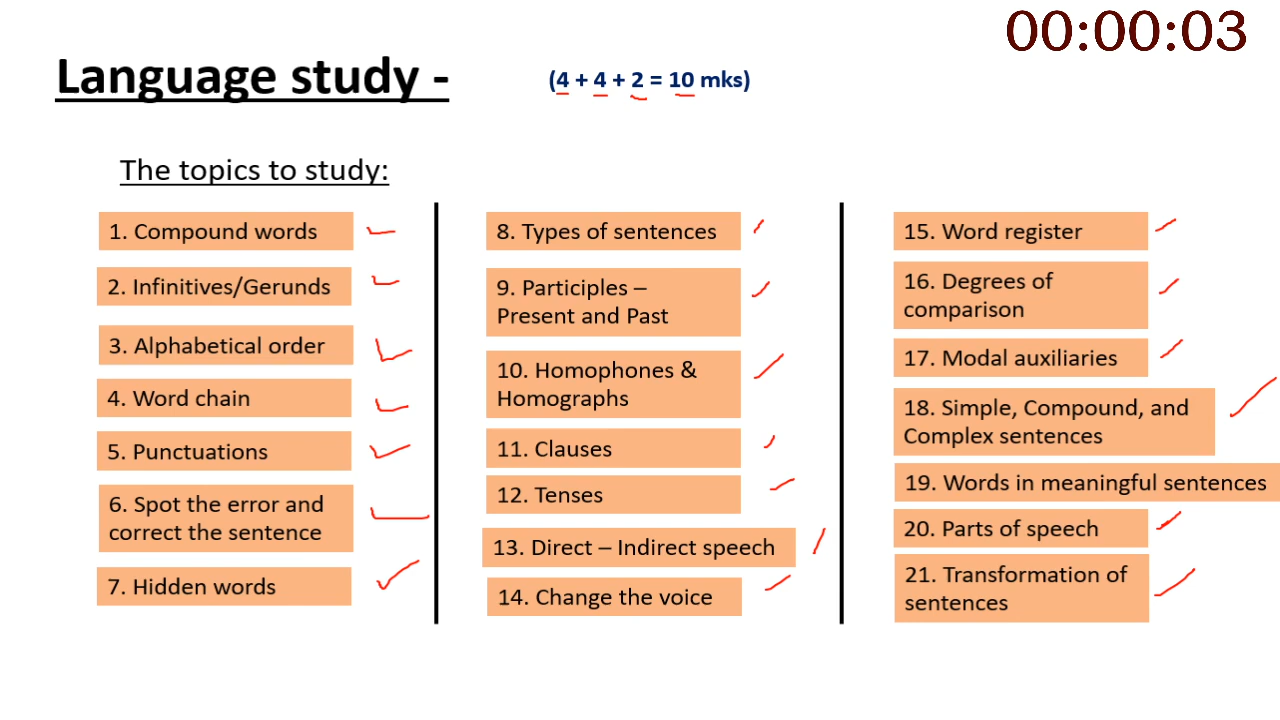 00:00:03
Language study -
(4 + 4 + 2 = 10 mks)
The topics to study:
1. Compound words
2. Infinitives/Gerunds
3. Alphabetical order
4. Word chain
5. Punctuations
6. Spot the error and
correct the sentence
7. Hidden words
8. Types of sentences
9. Participles –
Present and Past
10. Homophones &
Homographs
11. Clauses
12. Tenses
13. Direct – Indirect speech
14. Change the voice
15. Word register
16. Degrees of
comparison
17. Modal auxiliaries
18. Simple, Compound, and
Complex sentences
19. Words in meaningful sentences
20. Parts of speech
21. Transformation of
sentences